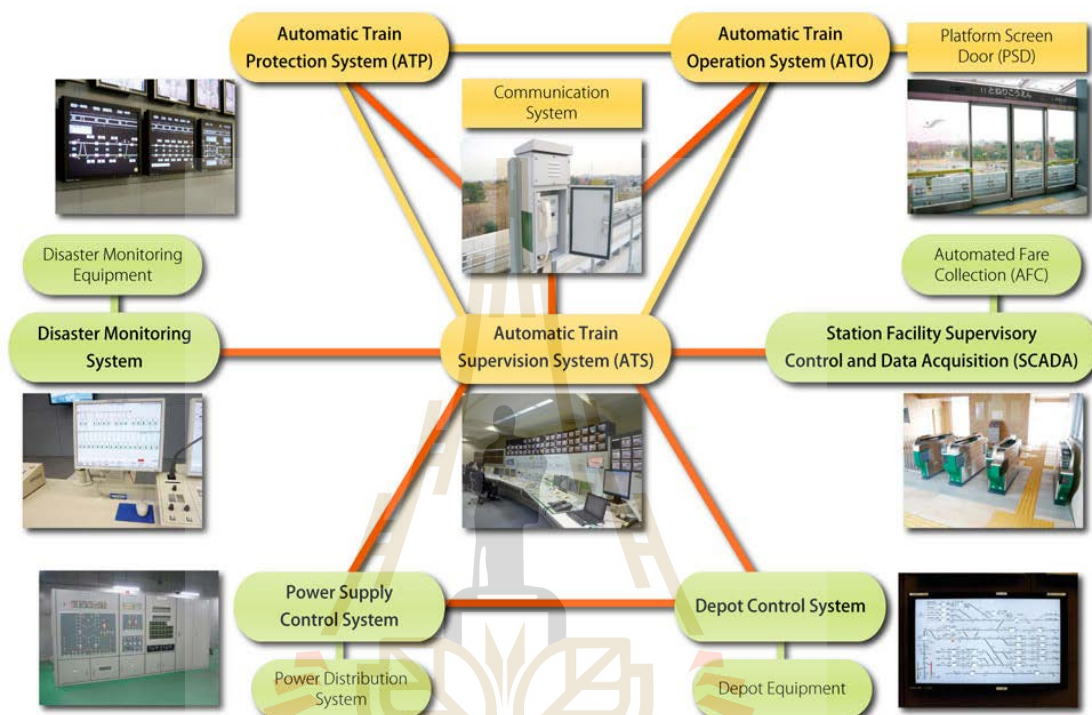 Automatic Train
Protection System (ATP)
Automatic Train
Operation System (ATO)
Platform Screen
Door (PSD)
Communication
System
Disaster Monitoring
Equipment
Automated Fare
Collection (AFC)
Disaster Monitoring
System
Automatic Train
Supervision System (ATS)
Station Facility Supervisory
Control and Data Acquisition (SCADA)
Power Supply
Control System
Depot Control System
Power Distribution
System
Depot Equipment